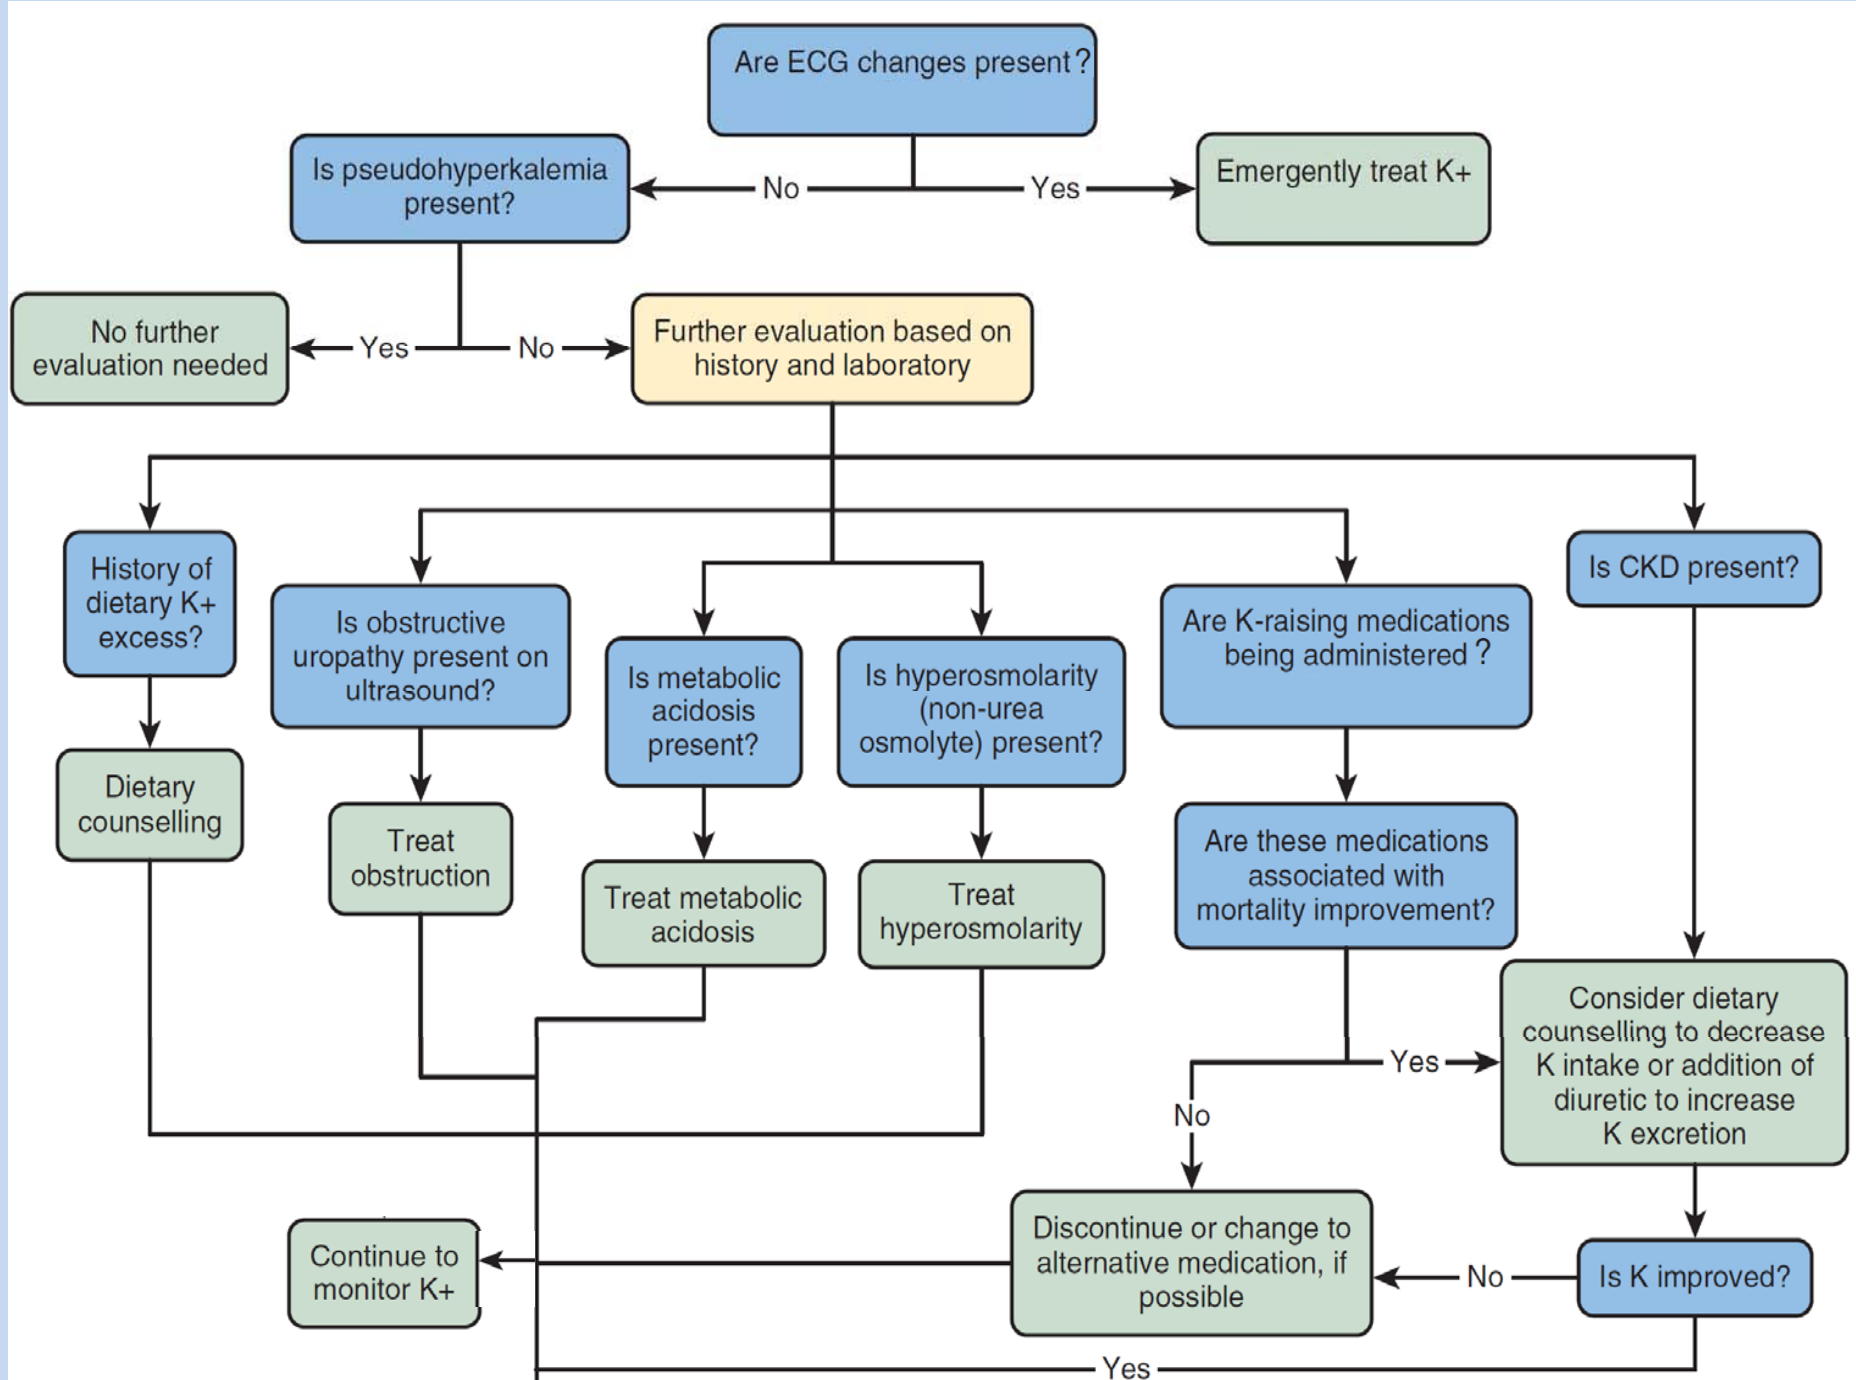 Are ECG changes present?
Is pseudohyperkalemia
present?
No
Yes
Emergently treat K+
No further
evaluation needed
Yes
No
Further evaluation based on
history and laboratory
History of
dietary K+
excess?
Is obstructive
uropathy present on
ultrasound?
Is metabolic
acidosis
present?
Is hyperosmolarity
(non-urea
osmolyte) present?
Are K-raising medications
being administered ?
Is CKD present?
Dietary
counselling
Treat
obstruction
Treat metabolic
acidosis
Treat
hyperosmolarity
Are these medications
associated with
mortality improvement?
Yes
No
Consider dietary
counselling to decrease
K intake or addition of
diuretic to increase
K excretion
Continue to
monitor K+
Discontinue or change to
alternative medication, if
possible
No
Is K improved?
Yes